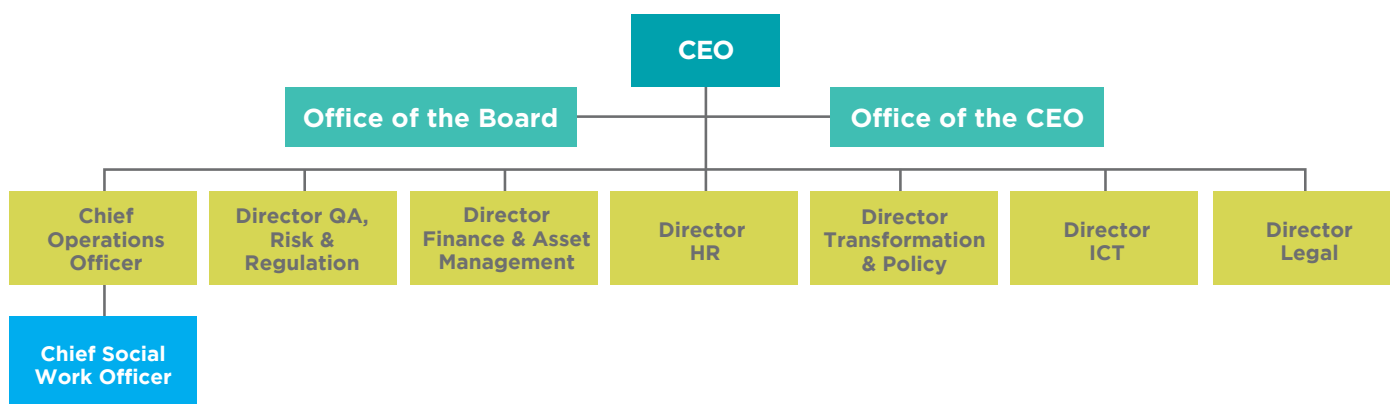 CEO
Office of the Board
Office of the CEO
Chief
Operations
Officer
Director QA,
Risk &
Regulation
Director
Finance & Asset
Management
Director
HR
Director
Transformation
& Policy
Director
ICT
Director
Legal
Chief Social
Work Officer